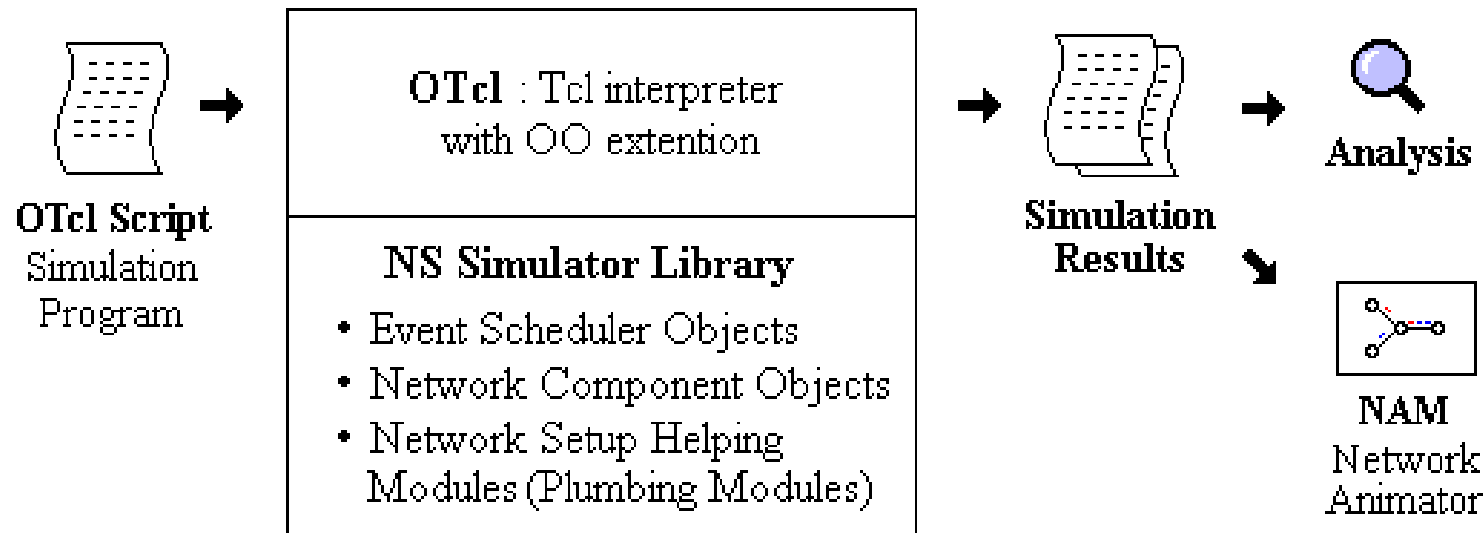 OTcl Script
Simulation
Program
OTcl : Tcl interpreter
with OO extention
NS Simulator Library
• Event Scheduler Objects
• Network Component Objects
• Network Setup Helping
Modules (Plumbing Modules)
Simulation
Results
Analysis
NAM
Network
Animator